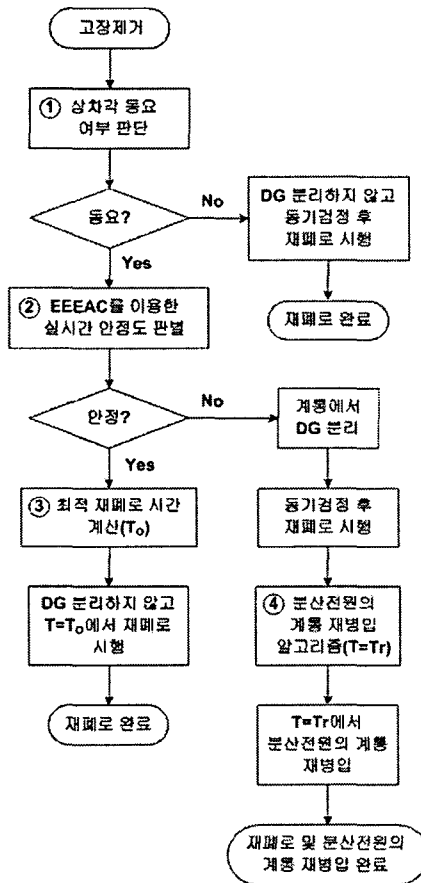 고장제거
① 상차각 동요
여부 판단
동요?
No
DG 분리하지 않고
동기검정 후
재폐로 시행
Yes
재폐로 완료
② EEEAC를 이용한
실시간 안정도 판별
안정?
No
계통에서
DG 분리
Yes
③ 최적 재폐로 시간
계산(To)
동기검정 후
재폐로 시행
DG 분리하지 않고
T=To에서 재폐로
시행
④ 분산전원의
계통 재병입
알고리즘(T=Tr)
재폐로 완료
T=Tr에서
분산전원의 계통
재병입
재폐로 및 분산전원의
계통 재병입 완료